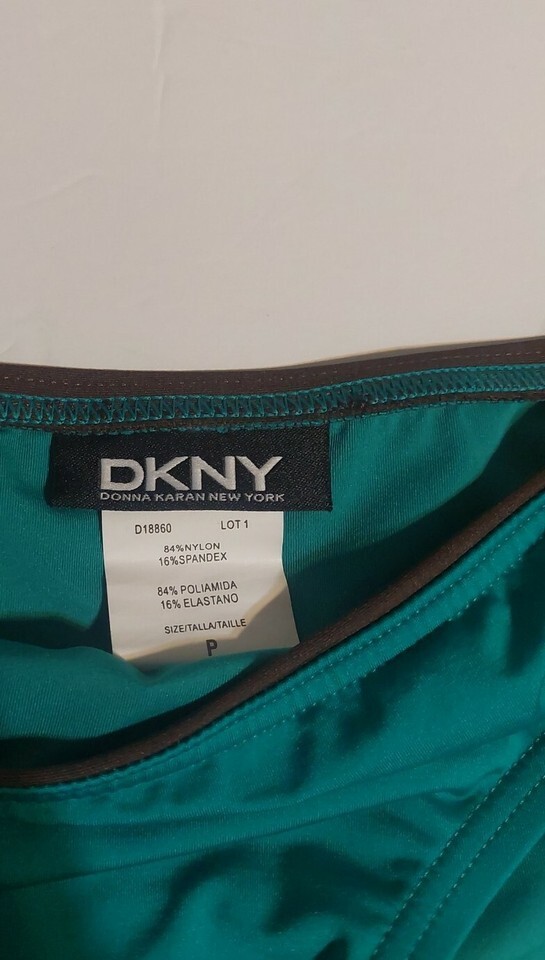 DKNY
DONNA KARAN NEW YORK
D18860 LOT 1
84%NYLON
16%SPANDEX
84% POLIAMIDA
16% ELASTANO
SIZE/TALLA/TAILLE
P